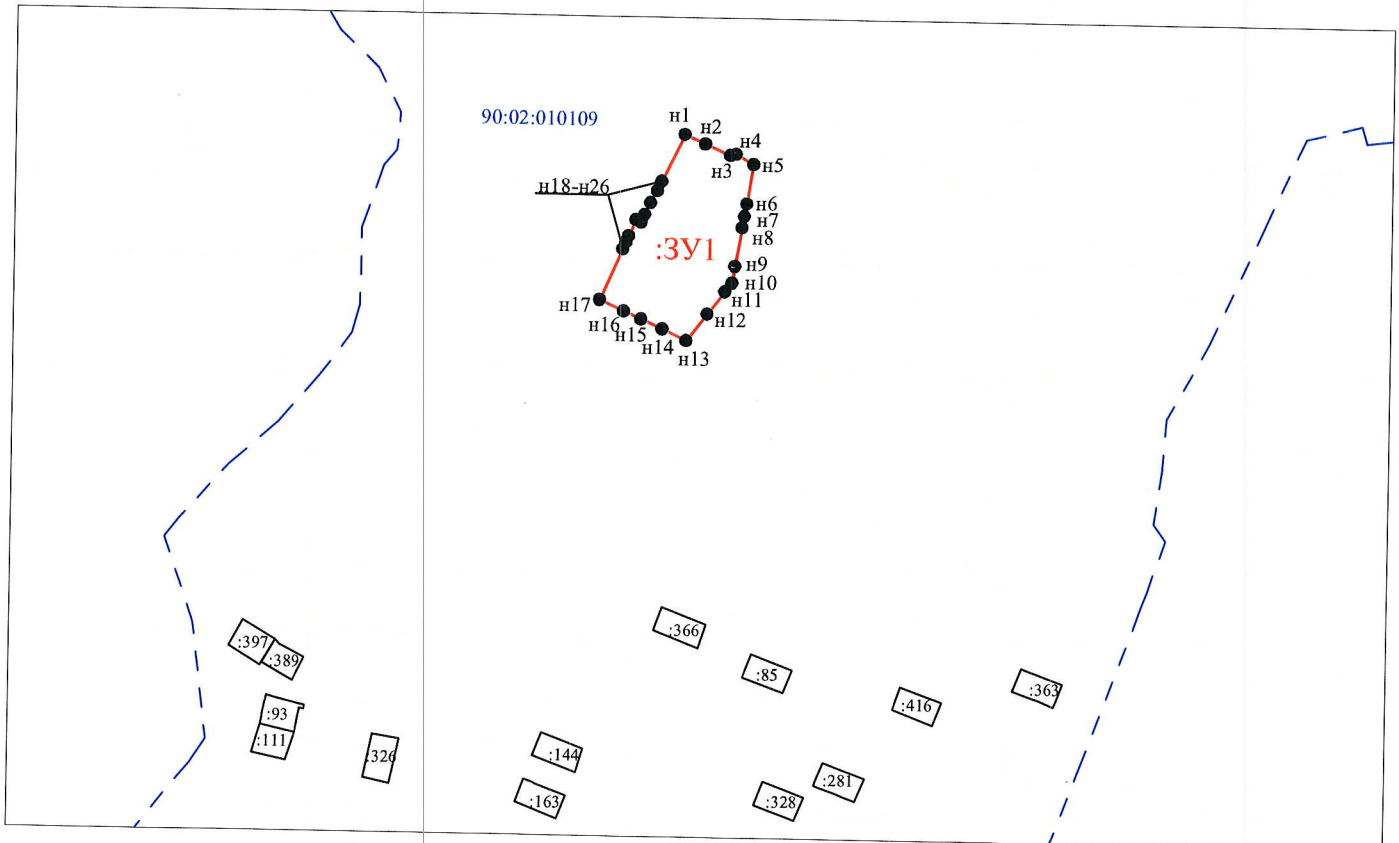 90:02:010109
н1
н2
н4
н3
н5
н18-н26
н6
н7
н8
:ЗУ1
н9
н10
н11
н17
н12
н16
н15
н14
н13
:397
:389
:366
:85
:363
:93
:416
:111
:326
:144
:281
:163
:328